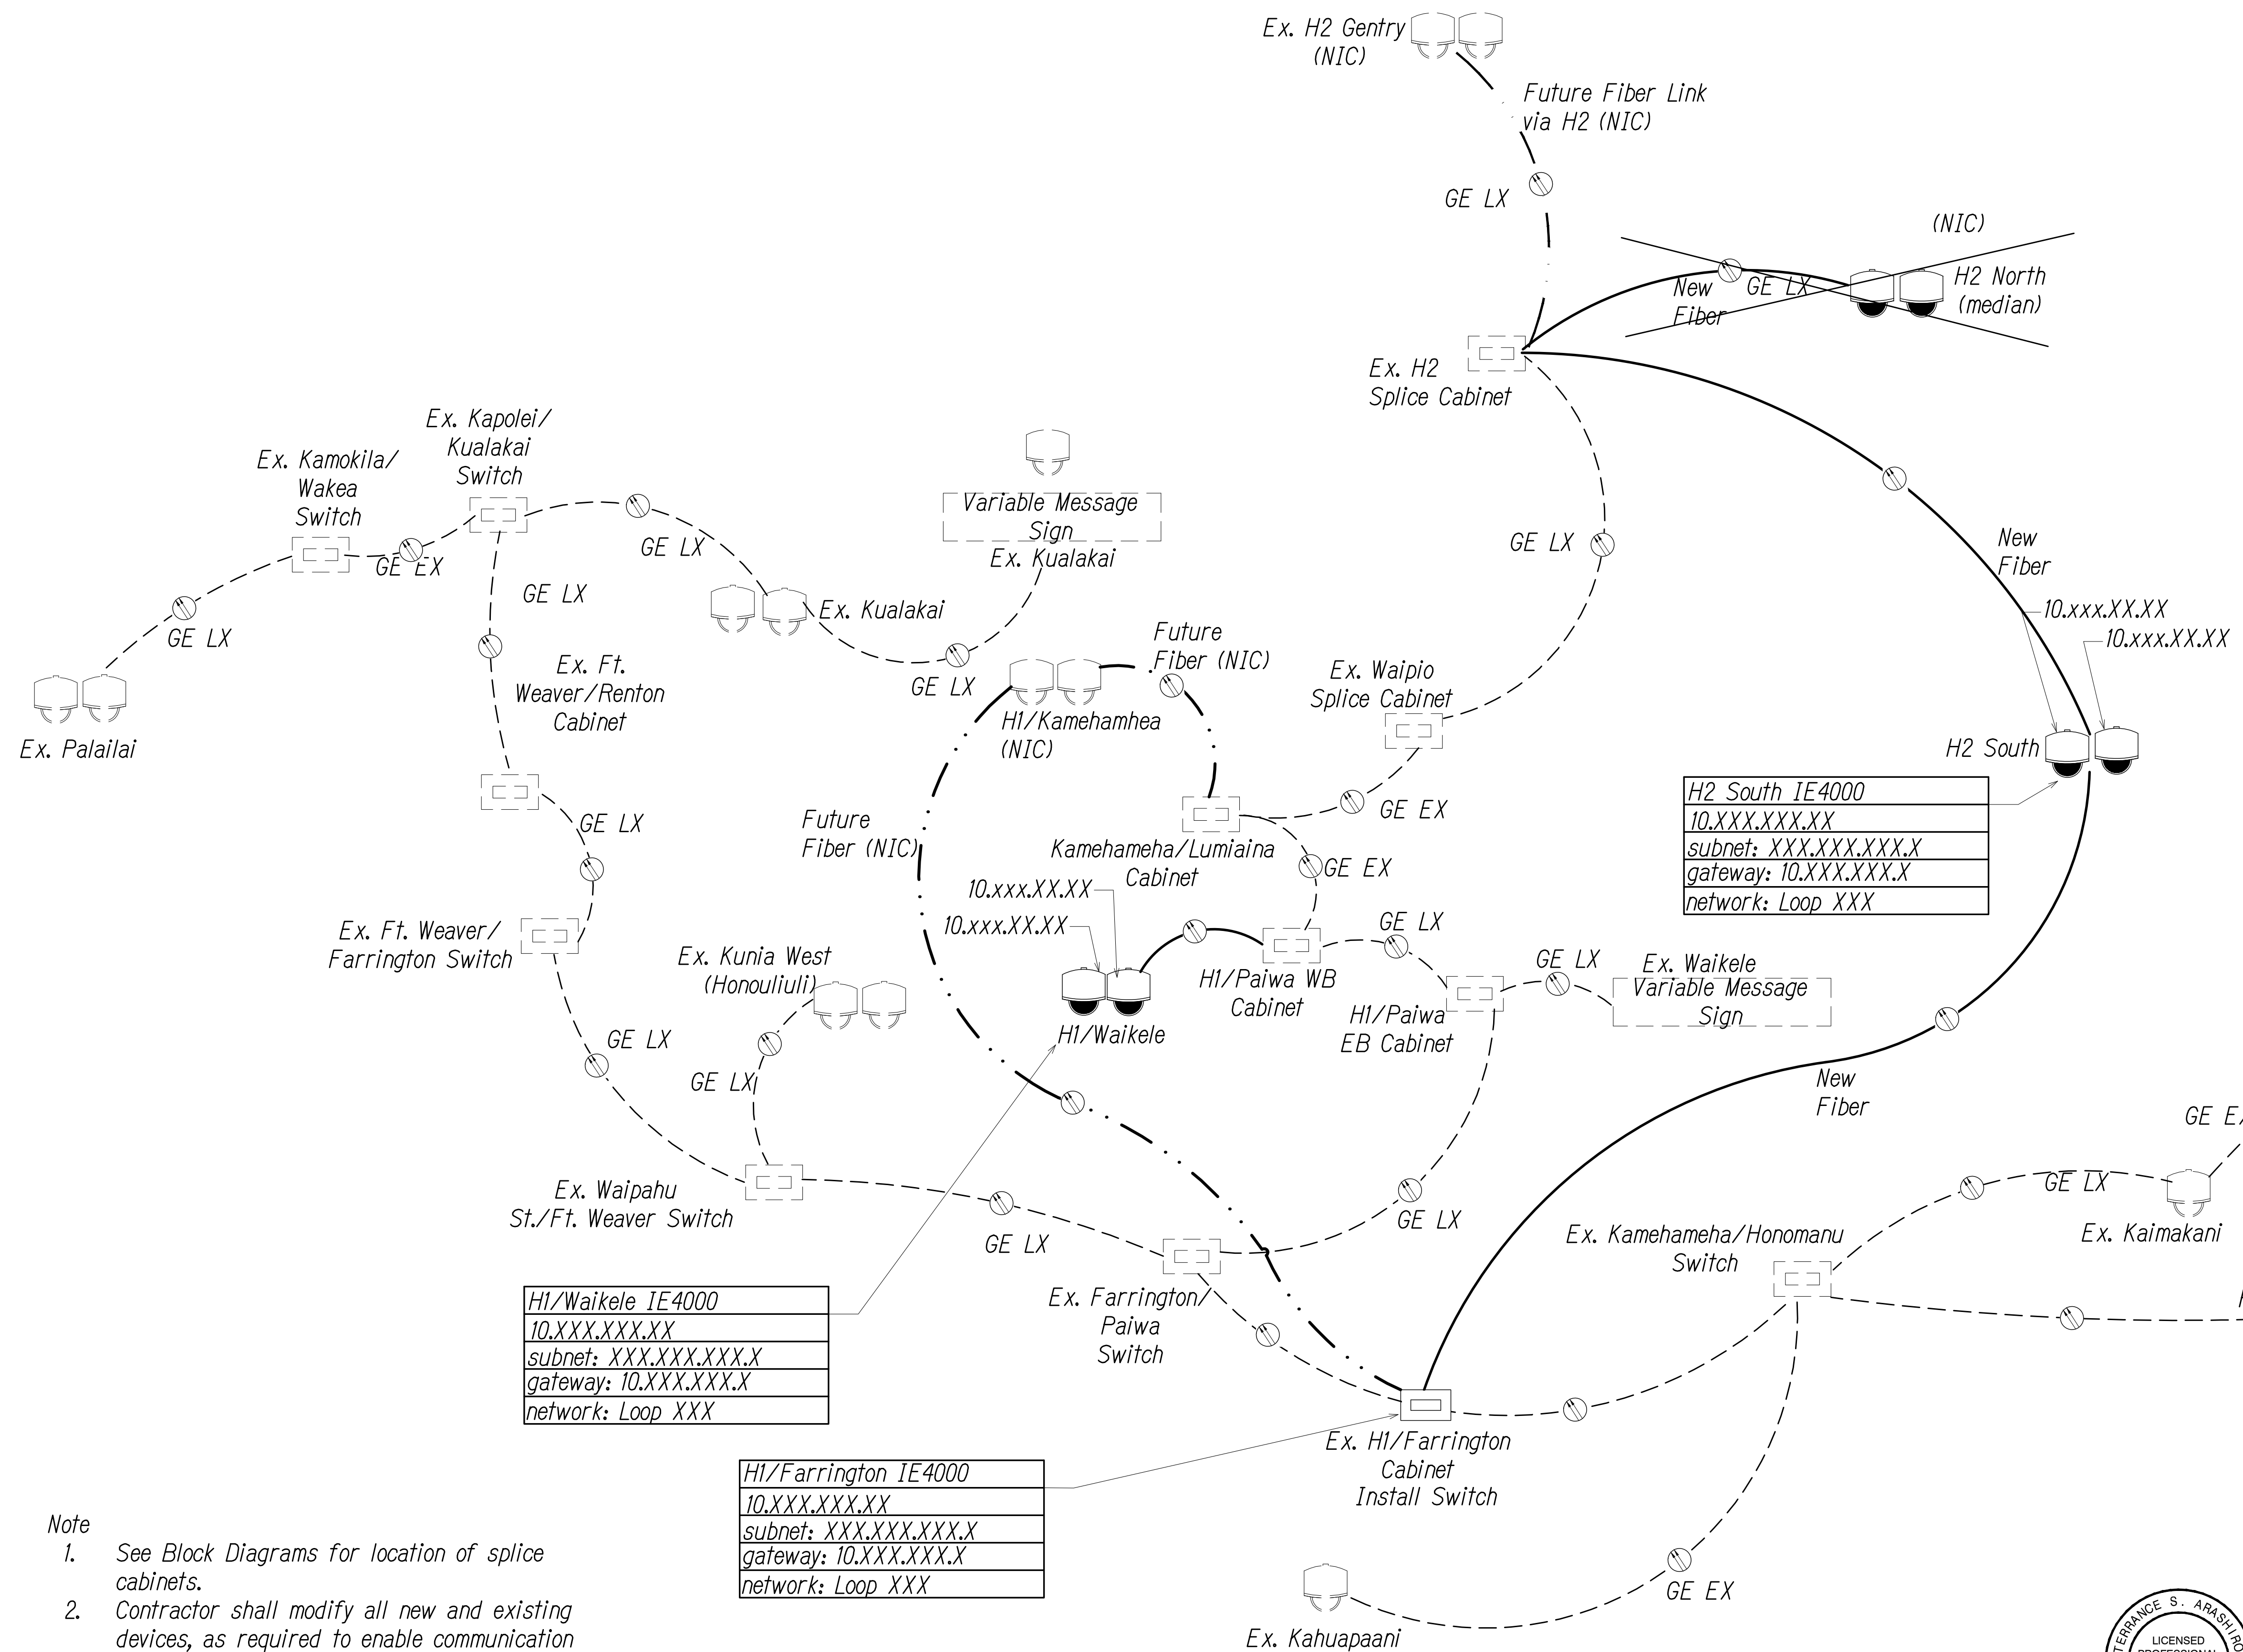 Ex. H2 Gentry
(NIC)
Future Fiber Link
via H2 (NIC)
GE LX
(NIC)
New
Fiber
GE LX
H2 North
(median)
Ex. H2
Splice Cabinet
Ex. Kapolei/
Kualakai
Switch
Ex. Kamokila/
Wakea
Switch
Variable Message
Sign
Ex. Kualakai
GE LX
GE EX
GE LX
New
Fiber
GE LX
GE LX
Ex. Kualakai
10.xxx.XX.XX
10.xxx.XX.XX
Ex. Ft.
Weaver/Renton
Cabinet
GE LX
Future
Fiber (NIC)
Ex. Waipio
Splice Cabinet
Ex. Palailai
H1/Kamehamhea
(NIC)
H2 South
H2 South IE4000
10.XXX.XXX.XX
subnet: XXX.XXX.XXX.X
gateway: 10.XXX.XXX.X
network: Loop XXX
GE LX
Future
Fiber (NIC)
GE EX
Kamehameha/Lumiaina
Cabinet
GE EX
10.xxx.XX.XX
10.xxx.XX.XX
GE LX
Ex. Ft. Weaver/
Farrington Switch
Ex. Kunia West
(Honouliuli)
H1/Paiwa WB
Cabinet
GE LX
Ex. Waikele
Variable Message
Sign
H1/Waikele
H1/Paiwa
EB Cabinet
GE LX
GE LX
New
Fiber
GE E
Ex. Waipahu
St./Ft. Weaver Switch
GE LX
GE LX
GE LX
Ex. Kaimakani
Ex. Kamehameha/Honomanu
Switch
H1/Waikele IE4000
10.XXX.XXX.XX
subnet: XXX.XXX.XXX.X
gateway: 10.XXX.XXX.X
network: Loop XXX
Ex. Farrington/
Paiwa
Switch
Ex. H1/Farrington
Cabinet
Install Switch
H1/Farrington IE4000
10.XXX.XXX.XX
subnet: XXX.XXX.XXX.X
gateway: 10.XXX.XXX.X
network: Loop XXX
GE EX
Ex. Kahuapaani
Note
1. See Block Diagrams for location of splice
cabinets.
2. Contractor shall modify all new and existing
devices, as required to enable communication
TERRANCE S. ARASHIRO
LICENSED